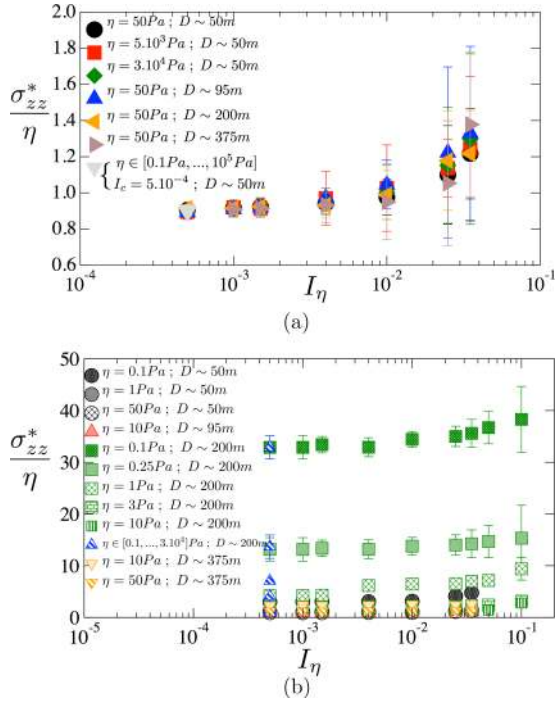 2.0
1.8
1.6
1.4
1.2
1.0
0.8
0.6
σ*zz/η
η = 50Pa ; D ∼ 50m
η = 5.10³Pa ; D ∼ 50m
η = 3.10⁴Pa ; D ∼ 50m
η = 50Pa ; D ∼ 95m
η = 50Pa ; D ∼ 200m
η = 50Pa ; D ∼ 375m
{ η ∈ [0.1Pa, ..., 10⁵Pa]
I_c = 5.10⁻⁴ ; D ∼ 50m
10⁻⁴ 10⁻³ 10⁻² 10⁻¹
I_η
(a)
50
40
30
20
10
0
σ*zz/η
η = 0.1Pa ; D ∼ 50m
η = 1Pa ; D ∼ 50m
η = 50Pa ; D ∼ 50m
η = 10Pa ; D ∼ 95m
η = 0.1Pa ; D ∼ 200m
η = 0.25Pa ; D ∼ 200m
η = 1Pa ; D ∼ 200m
η = 3Pa ; D ∼ 200m
η = 10Pa ; D ∼ 200m
η ∈ [0.1, ..., 3.10⁴]Pa ; D ∼ 200m
η = 10Pa ; D ∼ 375m
η = 50Pa ; D ∼ 375m
10⁻⁵ 10⁻⁴ 10⁻³ 10⁻² 10⁻¹
I_η
(b)